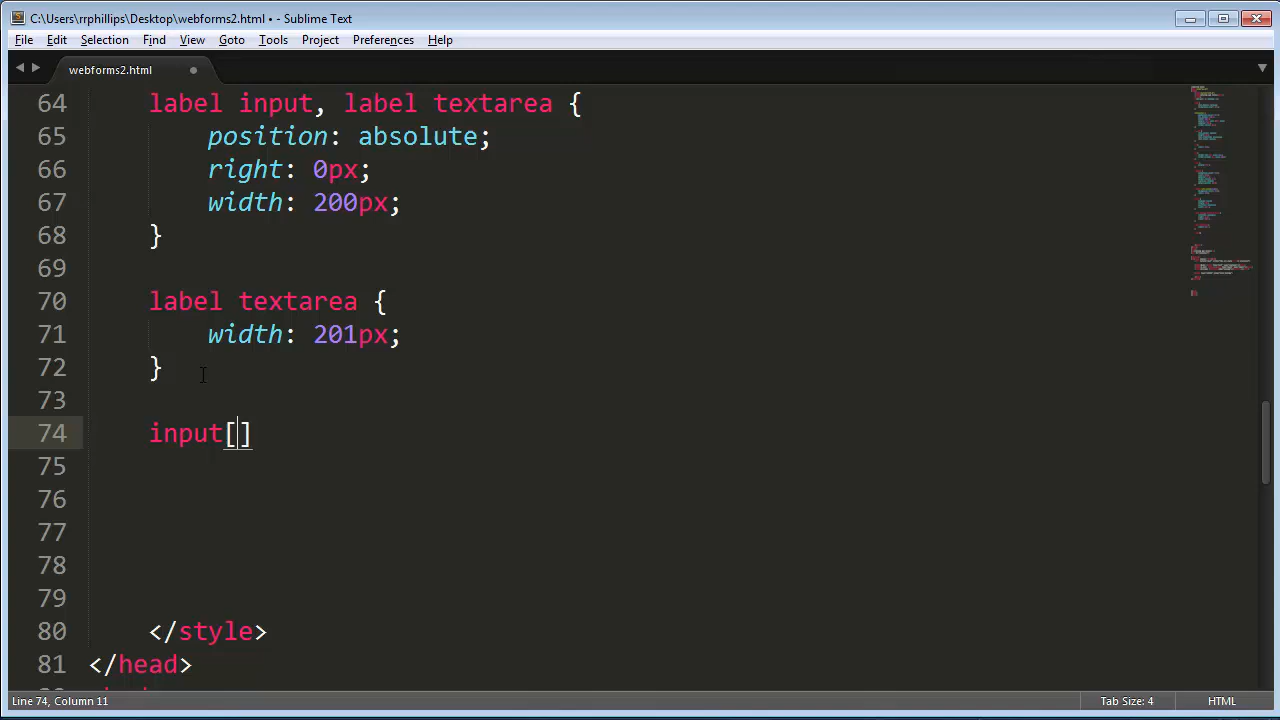 C:\Users\rrphillips\Desktop\webforms2.html • - Sublime Text
File Edit Selection Find View Goto Tools Project Preferences Help
webforms2.html
64 label input, label textarea {
65 position: absolute;
66 right: 0px;
67 width: 200px;
68 }
69
70 label textarea {
71 width: 201px;
72 }
73
74 input[]
75
76
77
78
79
80 </style>
81 </head>
Line 74, Column 11 Tab Size: 4 HTML